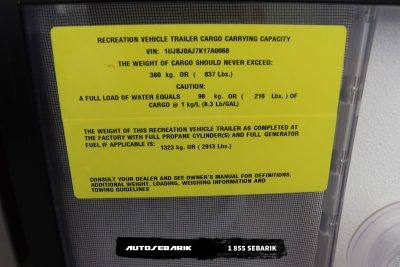 RECREATION VEHICLE TRAILER CARGO CARRYING CAPACITY
VIN: 1UJBJ0AJ7K17A0068
THE WEIGHT OF CARGO SHOULD NEVER EXCEED:
380 kg. OR ( 837 Lbs.)
CAUTION:
A FULL LOAD OF WATER EQUALS 98 kg. OR ( 216 Lbs. ) OF
CARGO @ 1 kg/L (8.3 Lb/GAL)
THE WEIGHT OF THIS RECREATION VEHICLE TRAILER AS COMPLETED AT
THE FACTORY WITH FULL PROPANE CYLINDER(S) AND FULL GENERATOR
FUEL IF APPLICABLE IS: 1323 kg. OR ( 2913 Lbs.)
CONSULT YOUR DEALER AND SEE OWNER'S MANUAL FOR DEFINITIONS,
ADDITIONAL WEIGHT, LOADING, WEIGHING INFORMATION AND
TOWING GUIDELINES
AUTOSEBARIK 1 855 SEBARIK